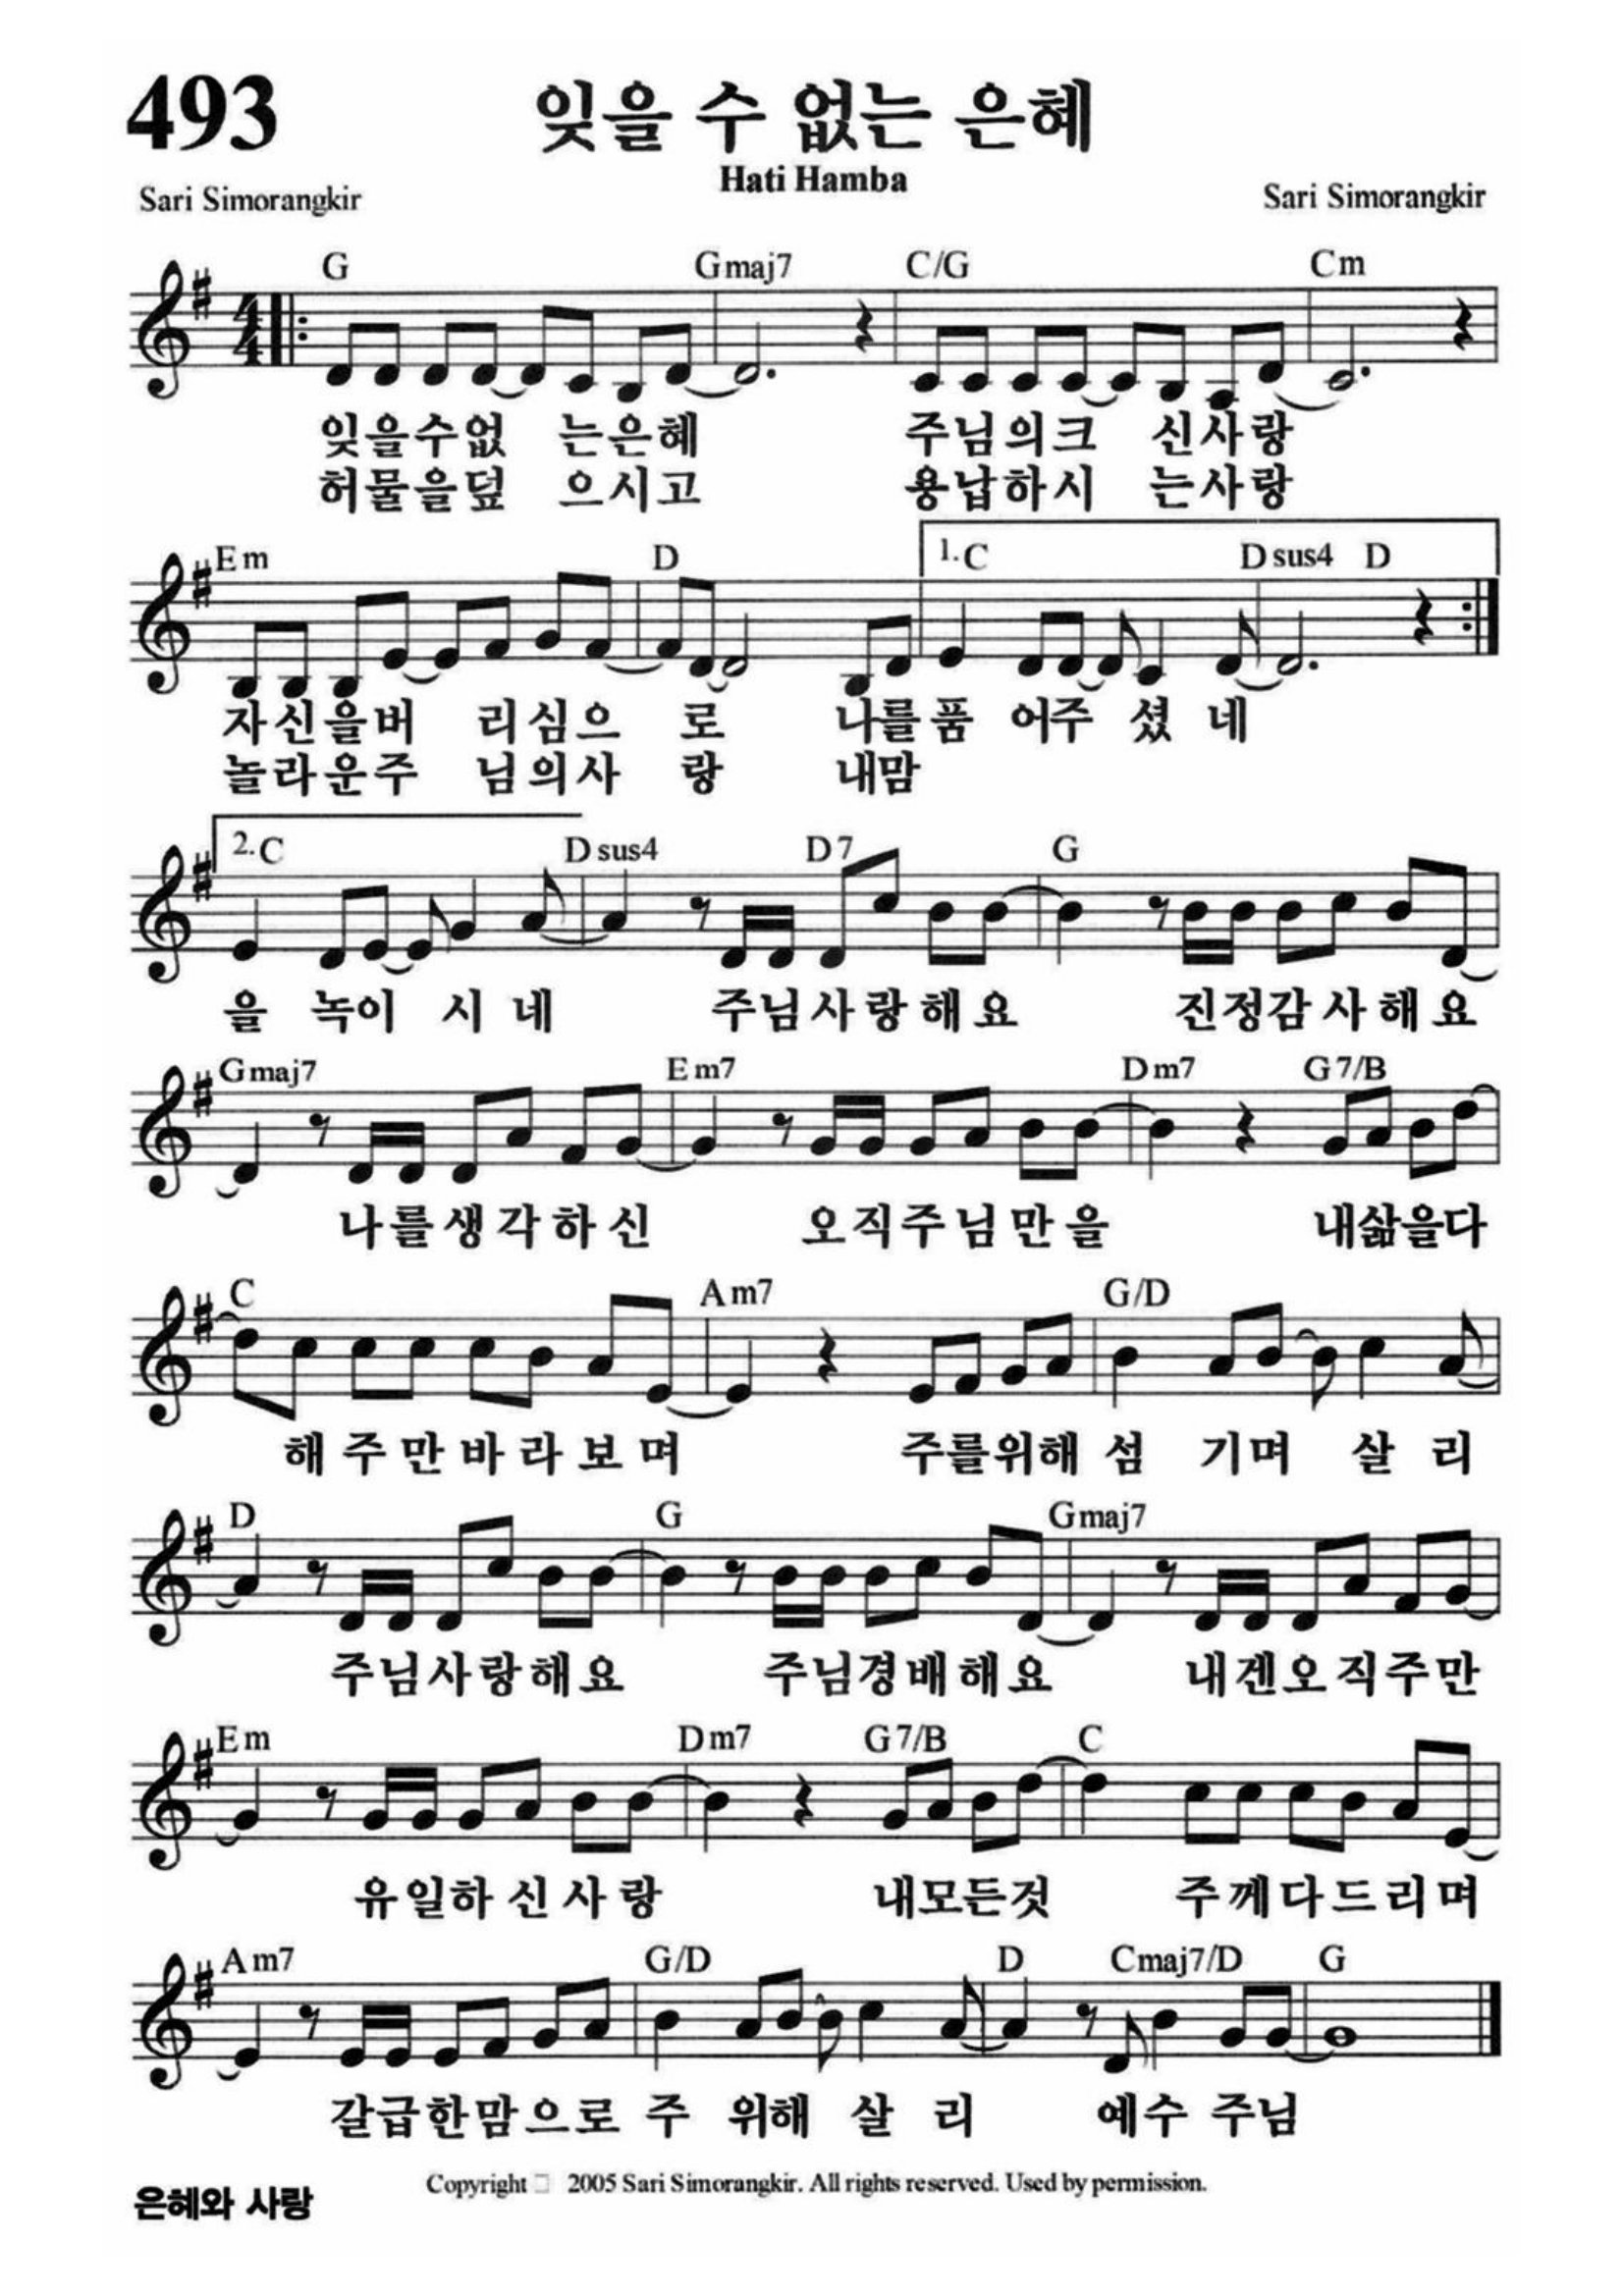 493
잊을 수 없는 은혜
Hati Hamba
Sari Simorangkir
Sari Simorangkir
G Gmaj7 C/G Cm
잊을수없 는은혜 주님의크 신사랑
허물을덮 으시고 용납하시 는사랑
Em D 1. C Dsus4 D
자신을버 리심으 로 나를품 어주 셨 네
놀라운주 님의사 랑 내맘
2. C Dsus4 D7 G
을 녹이 시 네 주님사랑해요 진정감사해요
Gmaj7 Em7 Dm7 G7/B
나를생각하신 오직주님만을 내삶을다
C Am7 G/D
해주만바라보며 주를위해 섬 기며 살 리
D G Gmaj7
주님사랑해요 주님경배해요 내겐오직주만
Em Dm7 G7/B C
유일하신사랑 내모든것 주께다드리며
Am7 G/D D Cmaj7/D G
갈급한맘으로 주 위해 살 리 예수 주님
은혜와 사랑
Copyright 2005 Sari Simorangkir. All rights reserved. Used by permission.